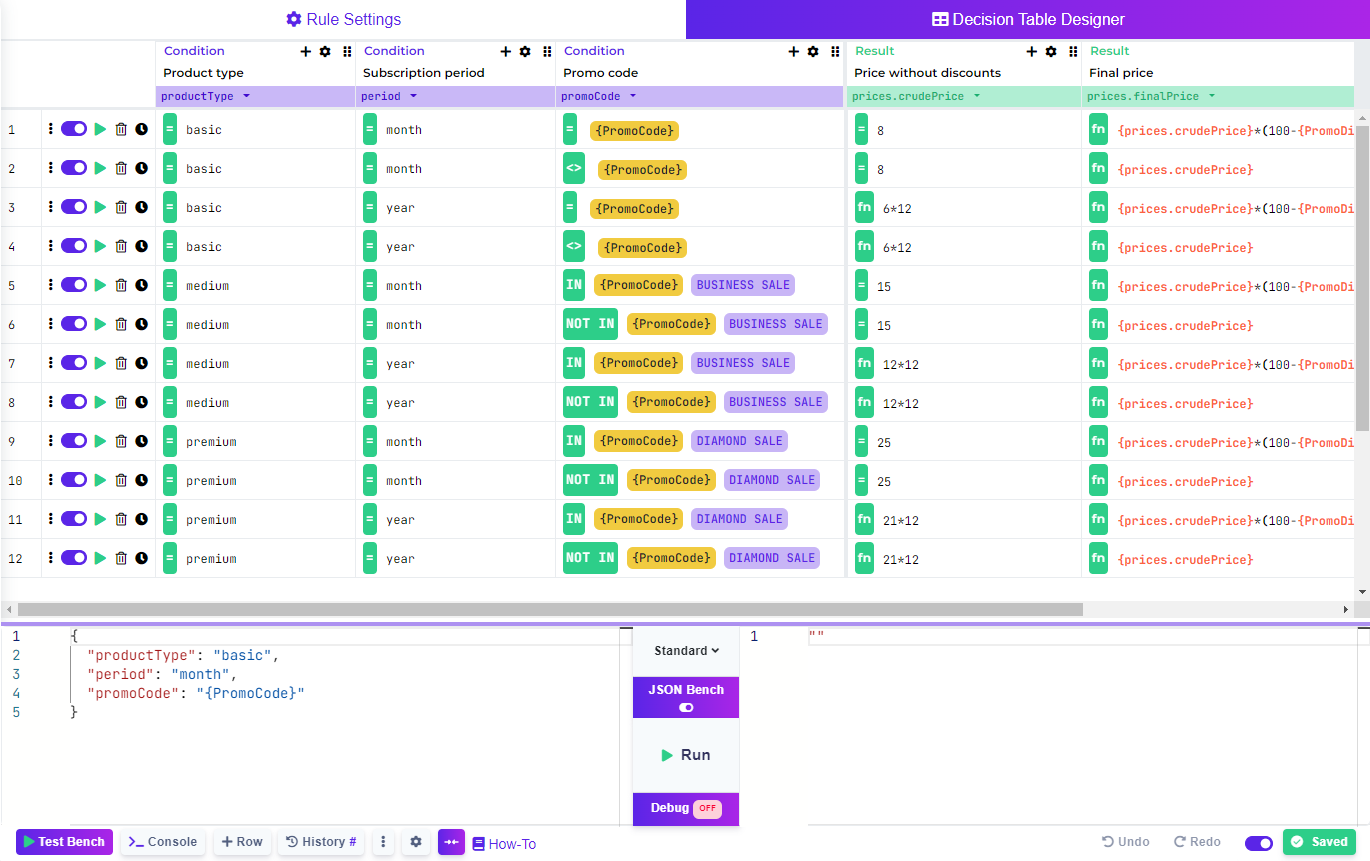 Rule Settings
Decision Table Designer
Condition Condition Condition Result Result
Product type Subscription period Promo code Price without discounts Final price
productType period promoCode prices.crudePrice prices.finalPrice
1 = basic = month = {PromoCode} = 8 fn {prices.crudePrice}*(100-{PromoDi
2 = basic = month <> {PromoCode} = 8 fn {prices.crudePrice}
3 = basic = year = {PromoCode} fn 6*12 fn {prices.crudePrice}*(100-{PromoDi
4 = basic = year <> {PromoCode} fn 6*12 fn {prices.crudePrice}
5 = medium = month IN {PromoCode} BUSINESS SALE = 15 fn {prices.crudePrice}*(100-{PromoDi
6 = medium = month NOT IN {PromoCode} BUSINESS SALE = 15 fn {prices.crudePrice}
7 = medium = year IN {PromoCode} BUSINESS SALE fn 12*12 fn {prices.crudePrice}*(100-{PromoDi
8 = medium = year NOT IN {PromoCode} BUSINESS SALE fn 12*12 fn {prices.crudePrice}
9 = premium = month IN {PromoCode} DIAMOND SALE = 25 fn {prices.crudePrice}*(100-{PromoDi
10 = premium = month NOT IN {PromoCode} DIAMOND SALE = 25 fn {prices.crudePrice}
11 = premium = year IN {PromoCode} DIAMOND SALE fn 21*12 fn {prices.crudePrice}*(100-{PromoDi
12 = premium = year NOT IN {PromoCode} DIAMOND SALE fn 21*12 fn {prices.crudePrice}
1 {
2 "productType": "basic",
3 "period": "month",
4 "promoCode": "{PromoCode}"
5 }
Standard
JSON Bench
Run
Debug OFF
1 ""
Test Bench Console + Row History # How-To Undo Redo Saved